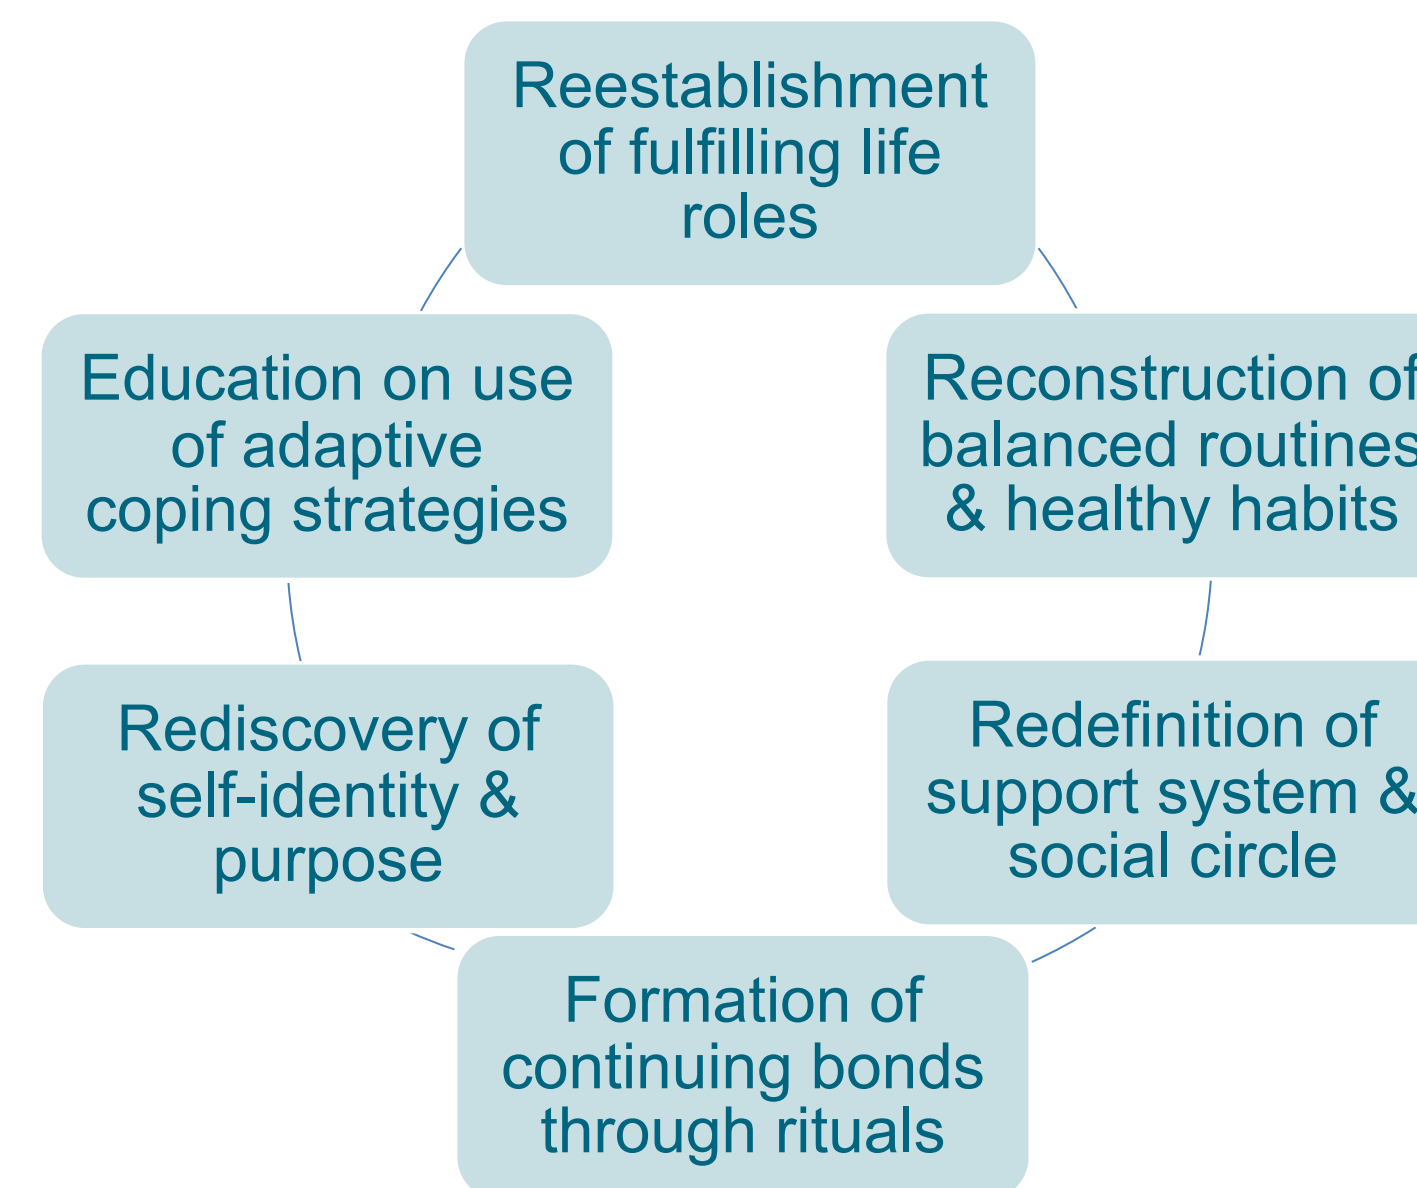 Reestablishment
of fulfilling life
roles
Education on use
of adaptive
coping strategies
Reconstruction of
balanced routines
& healthy habits
Rediscovery of
self-identity &
purpose
Redefinition of
support system &
social circle
Formation of
continuing bonds
through rituals